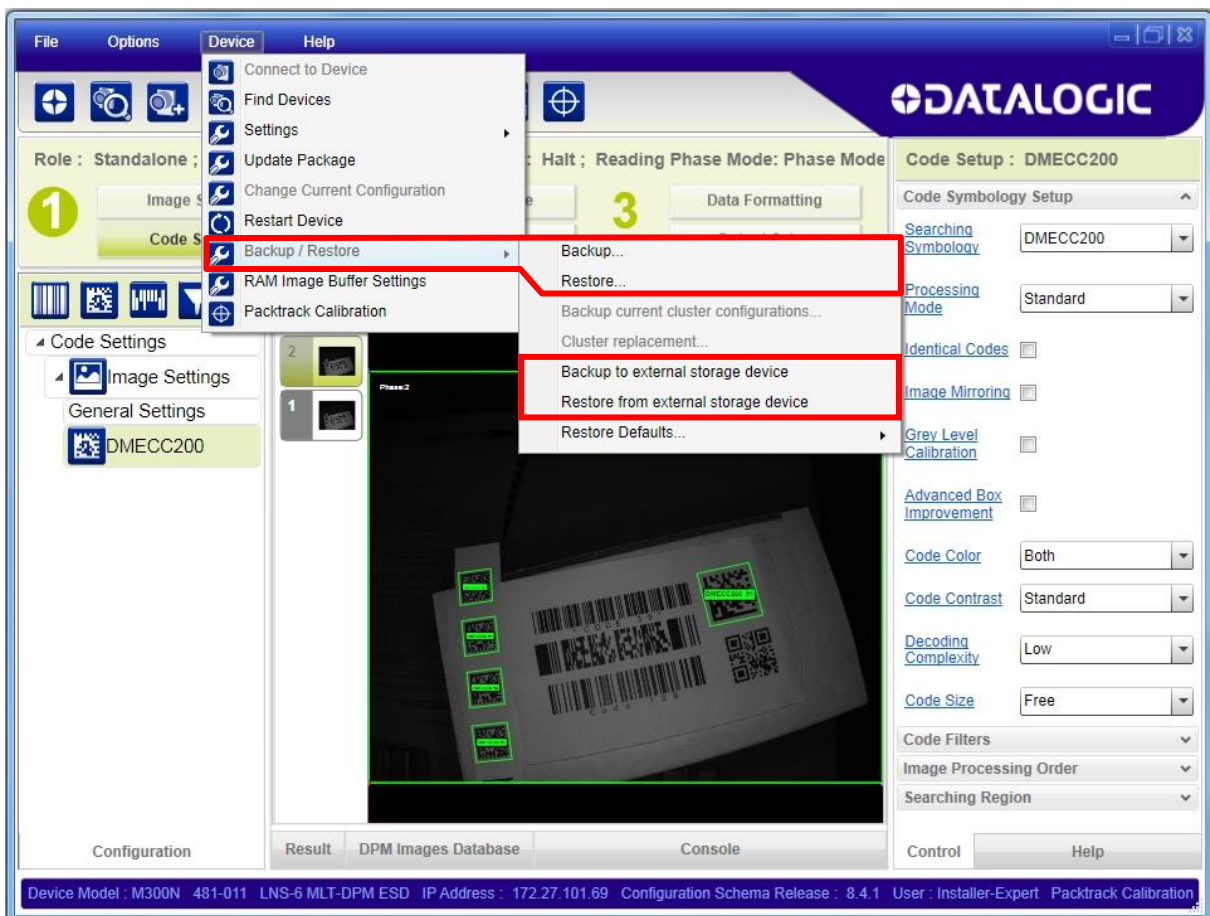 File Options Device Help
Connect to Device
Find Devices
Settings
Update Package
Change Current Configuration
Restart Device
Backup / Restore
RAM Image Buffer Settings
Packtrack Calibration
Backup...
Restore...
Backup current cluster configurations...
Cluster replacement...
Backup to external storage device
Restore from external storage device
Restore Defaults...
DATALOGIC
Role : Standalone ; : Halt ; Reading Phase Mode: Phase Mode
1
Image S
Code S
3
Data Formatting
Code Settings
Image Settings
General Settings
DMECC200
Configuration
2
1
Phase:2
CODE 39
Code 128
Result DPM Images Database Console
Code Setup : DMECC200
Code Symbology Setup
Searching Symbology DMECC200
Processing Mode Standard
Identical Codes
Image Mirroring
Grey Level Calibration
Advanced Box Improvement
Code Color Both
Code Contrast Standard
Decoding Complexity Low
Code Size Free
Code Filters
Image Processing Order
Searching Region
Control Help
Device Model : M300N 481-011 LNS-6 MLT-DPM ESD IP Address : 172.27.101.69 Configuration Schema Release : 8.4.1 User : Installer-Expert Packtrack Calibration